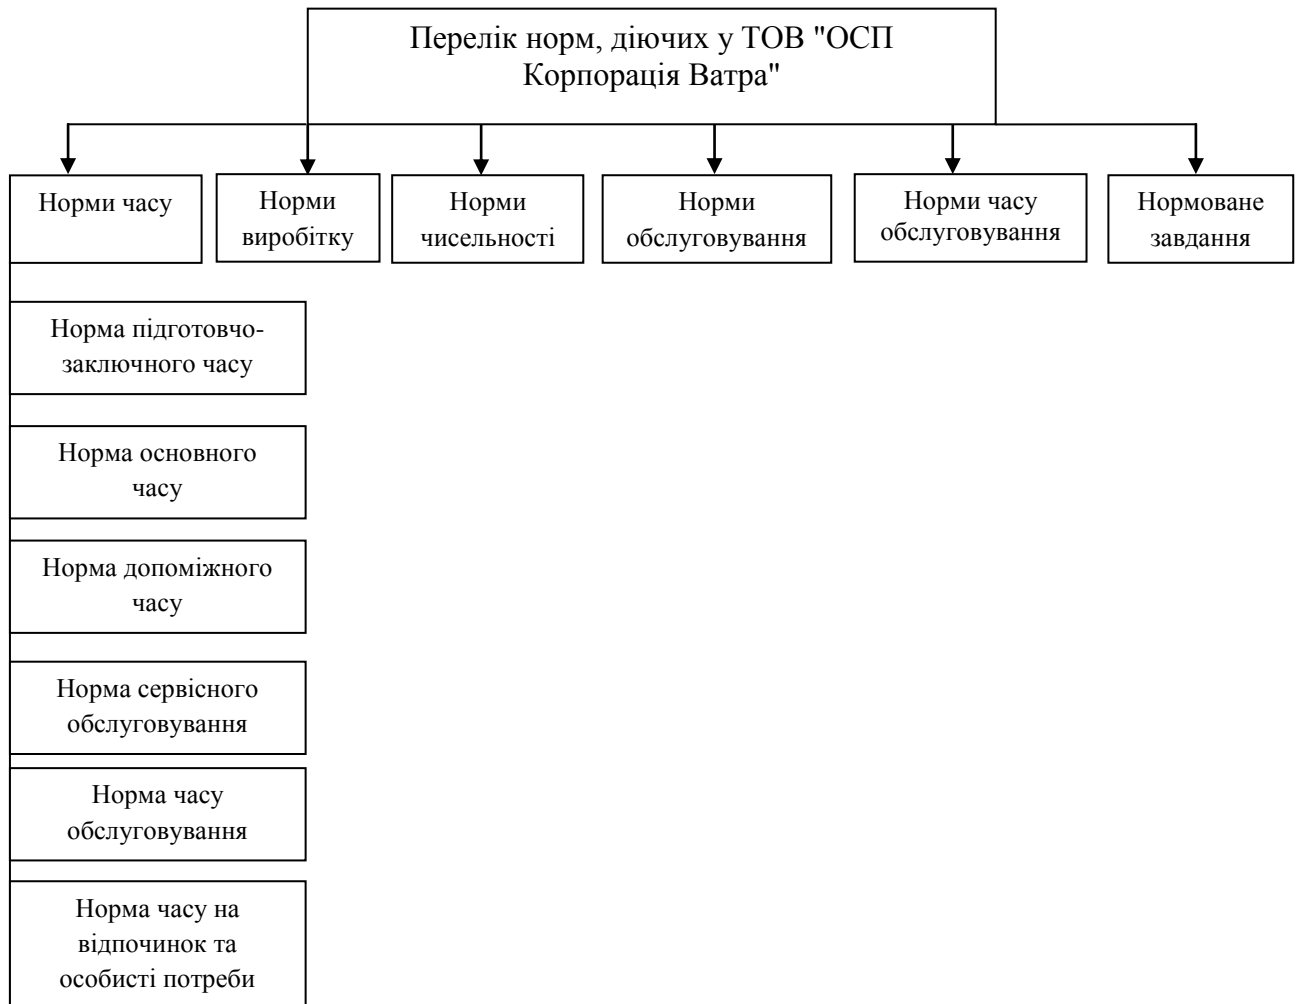 Перелік норм, діючих у ТОВ "ОСП
Корпорація Ватра"
Норми часу
Норми
виробітку
Норми
чисельності
Норми
обслуговування
Норми часу
обслуговування
Нормоване
завдання
Норма підготовчо-
заключного часу
Норма основного
часу
Норма допоміжного
часу
Норма сервісного
обслуговування
Норма часу
обслуговування
Норма часу на
відпочинок та
особисті потреби